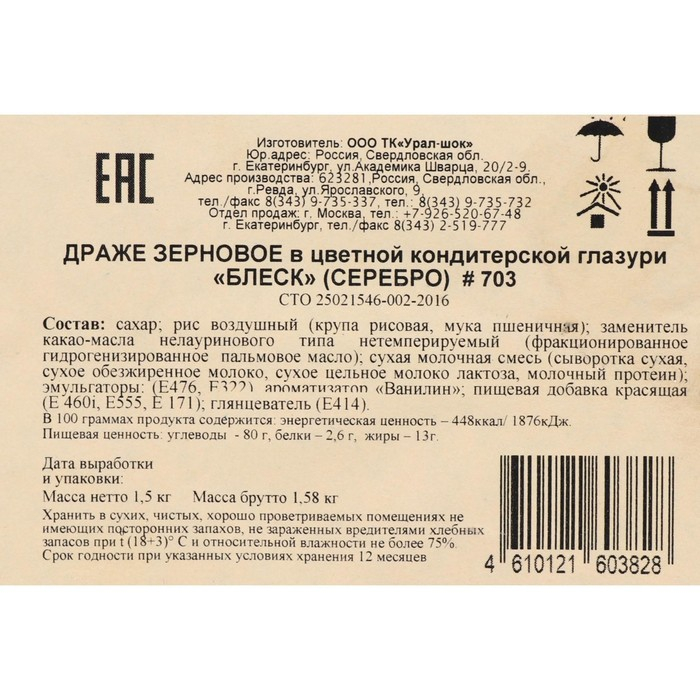 ЕАС
Изготовитель: ООО ТК«Урал-шок»
Юр.адрес: Россия, Свердловская обл.
г. Екатеринбург, ул.Академика Шварца, 20/2-9.
Адрес производства: 623281,Россия, Свердловская обл.,
г.Ревда, ул.Ярославского, 9,
тел./факс 8(343) 9-735-337,тел.: 8(343) 9-735-732
Отдел продаж: г. Москва, тел.: +7-926-520-67-48
г. Екатеринбург, тел./факс 8(343) 2-519-777
ДРАЖЕ ЗЕРНОВОЕ в цветной кондитерской глазури
«БЛЕСК» (СЕРЕБРО) # 703
СТО 25021546-002-2016
Состав: сахар; рис воздушный (крупа рисовая, мука пшеничная); заменитель
какао-масла нелауринового типа нетемперируемый (фракционированное
гидрогенизированное пальмовое масло); сухая молочная смесь (сыворотка сухая,
сухое обезжиренное молоко, сухое цельное молоко лактоза, молочный протеин);
эмульгаторы: (Е476, Е322), ароматизатор «Ванилин»; пищевая добавка красящая
(Е 460i, Е555, Е 171); глянцеватель (Е414).
В 100 граммах продукта содержится: энергетическая ценность – 448ккал/ 1876кДж.
Пищевая ценность: углеводы - 80 г, белки – 2,6 г, жиры – 13г.
Дата выработки
и упаковки:
Масса нетто 1,5 кг Масса брутто 1,58 кг
Хранить в сухих, чистых, хорошо проветриваемых помещениях не
имеющих посторонних запахов, не зараженных вредителями хлебных
запасов при t (18+3)° С и относительной влажности не более 75%.
Срок годности при указанных условиях хранения 12 месяцев
4 610121 603828